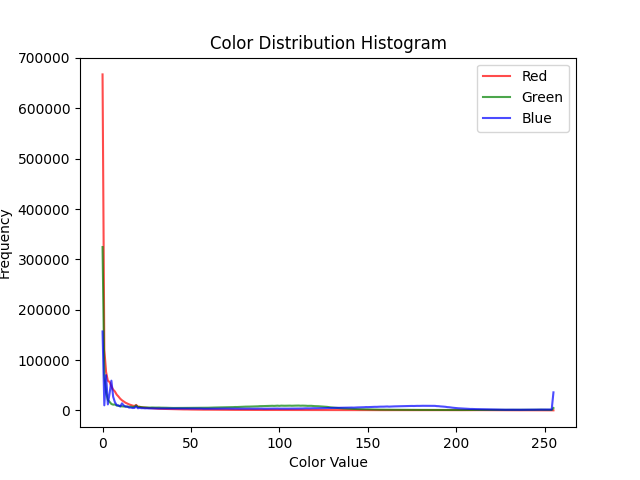 Color Distribution Histogram
700000
600000
500000
400000
300000
200000
100000
0
Frequency
Red
Green
Blue
0 50 100 150 200 250
Color Value